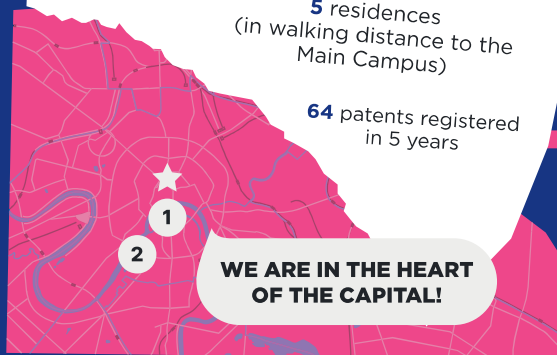 5 residences
(in walking distance to the
Main Campus)
64 patents registered
in 5 years
1
2
WE ARE IN THE HEART
OF THE CAPITAL!